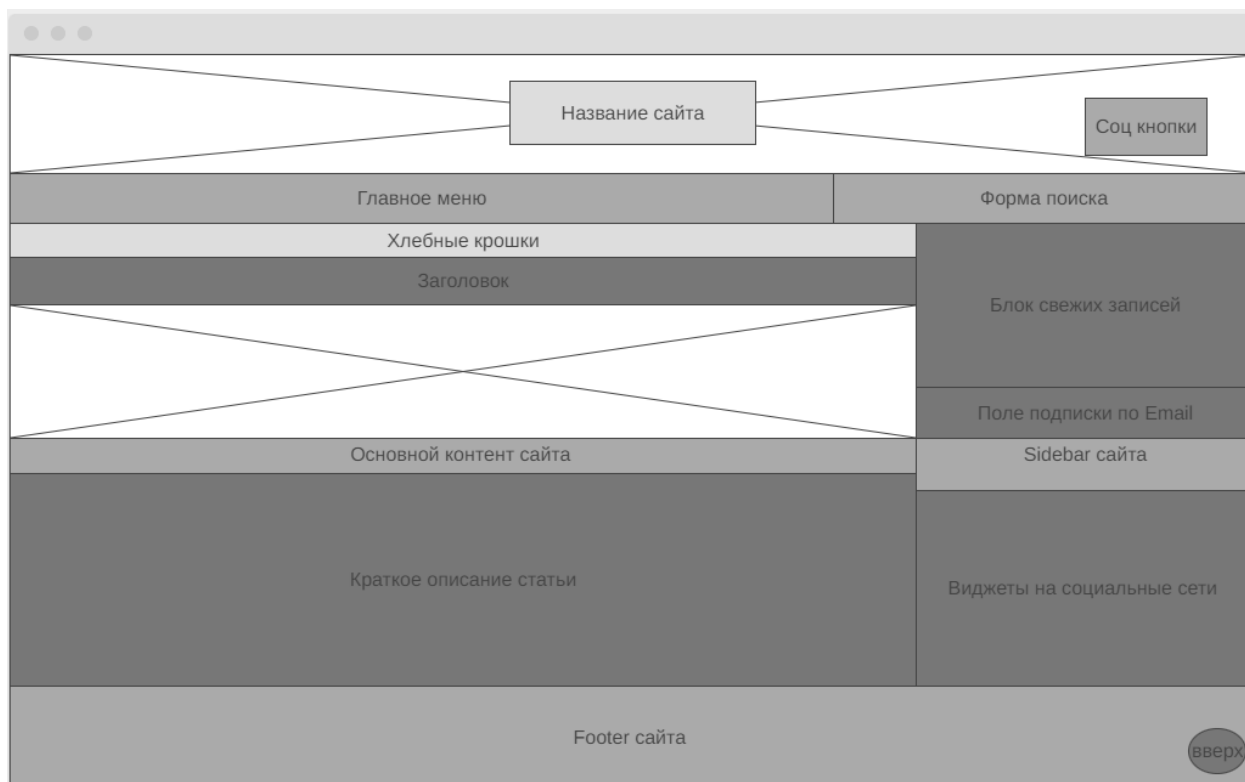 Название сайта
Соц кнопки
Главное меню
Форма поиска
Хлебные крошки
Заголовок
Блок свежих записей
Поле подписки по Email
Основной контент сайта
Sidebar сайта
Краткое описание статьи
Виджеты на социальные сети
Footer сайта
вверх